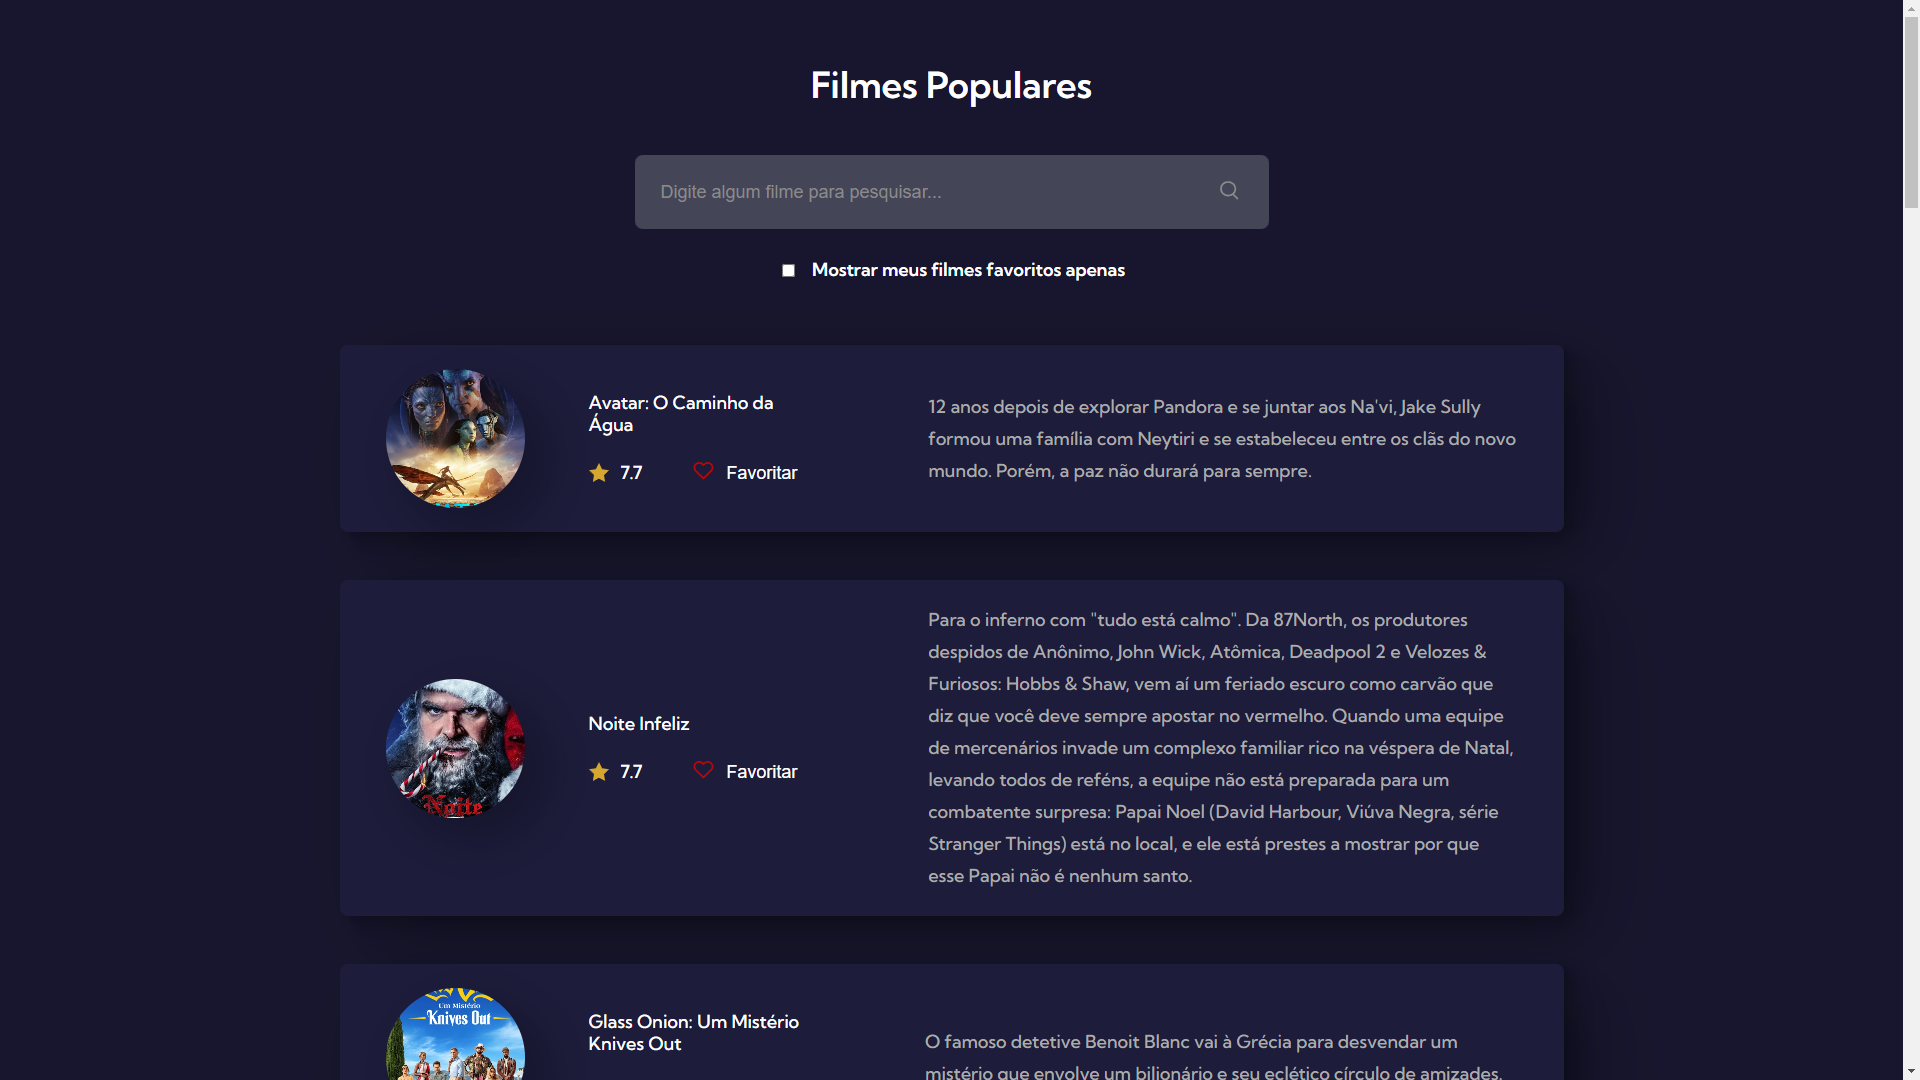 Filmes Populares
Digite algum filme para pesquisar...
Mostrar meus filmes favoritos apenas
Avatar: O Caminho da
Água
7.7
Favoritar
12 anos depois de explorar Pandora e se juntar aos Na'vi, Jake Sully
formou uma família com Neytiri e se estabeleceu entre os clãs do novo
mundo. Porém, a paz não durará para sempre.
Noite
Noite Infeliz
7.7
Favoritar
Para o inferno com "tudo está calmo". Da 87North, os produtores
despidos de Anônimo, John Wick, Atômica, Deadpool 2 e Velozes &
Furiosos: Hobbs & Shaw, vem aí um feriado escuro como carvão que
diz que você deve sempre apostar no vermelho. Quando uma equipe
de mercenários invade um complexo familiar rico na véspera de Natal,
levando todos de reféns, a equipe não está preparada para um
combatente surpresa: Papai Noel (David Harbour, Viúva Negra, série
Stranger Things) está no local, e ele está prestes a mostrar por que
esse Papai não é nenhum santo.
Um Mistério
Knives Out
Glass Onion: Um Mistério
Knives Out
O famoso detetive Benoit Blanc vai à Grécia para desvendar um
mistério que envolve um bilionário e seu eclético círculo de amizades.